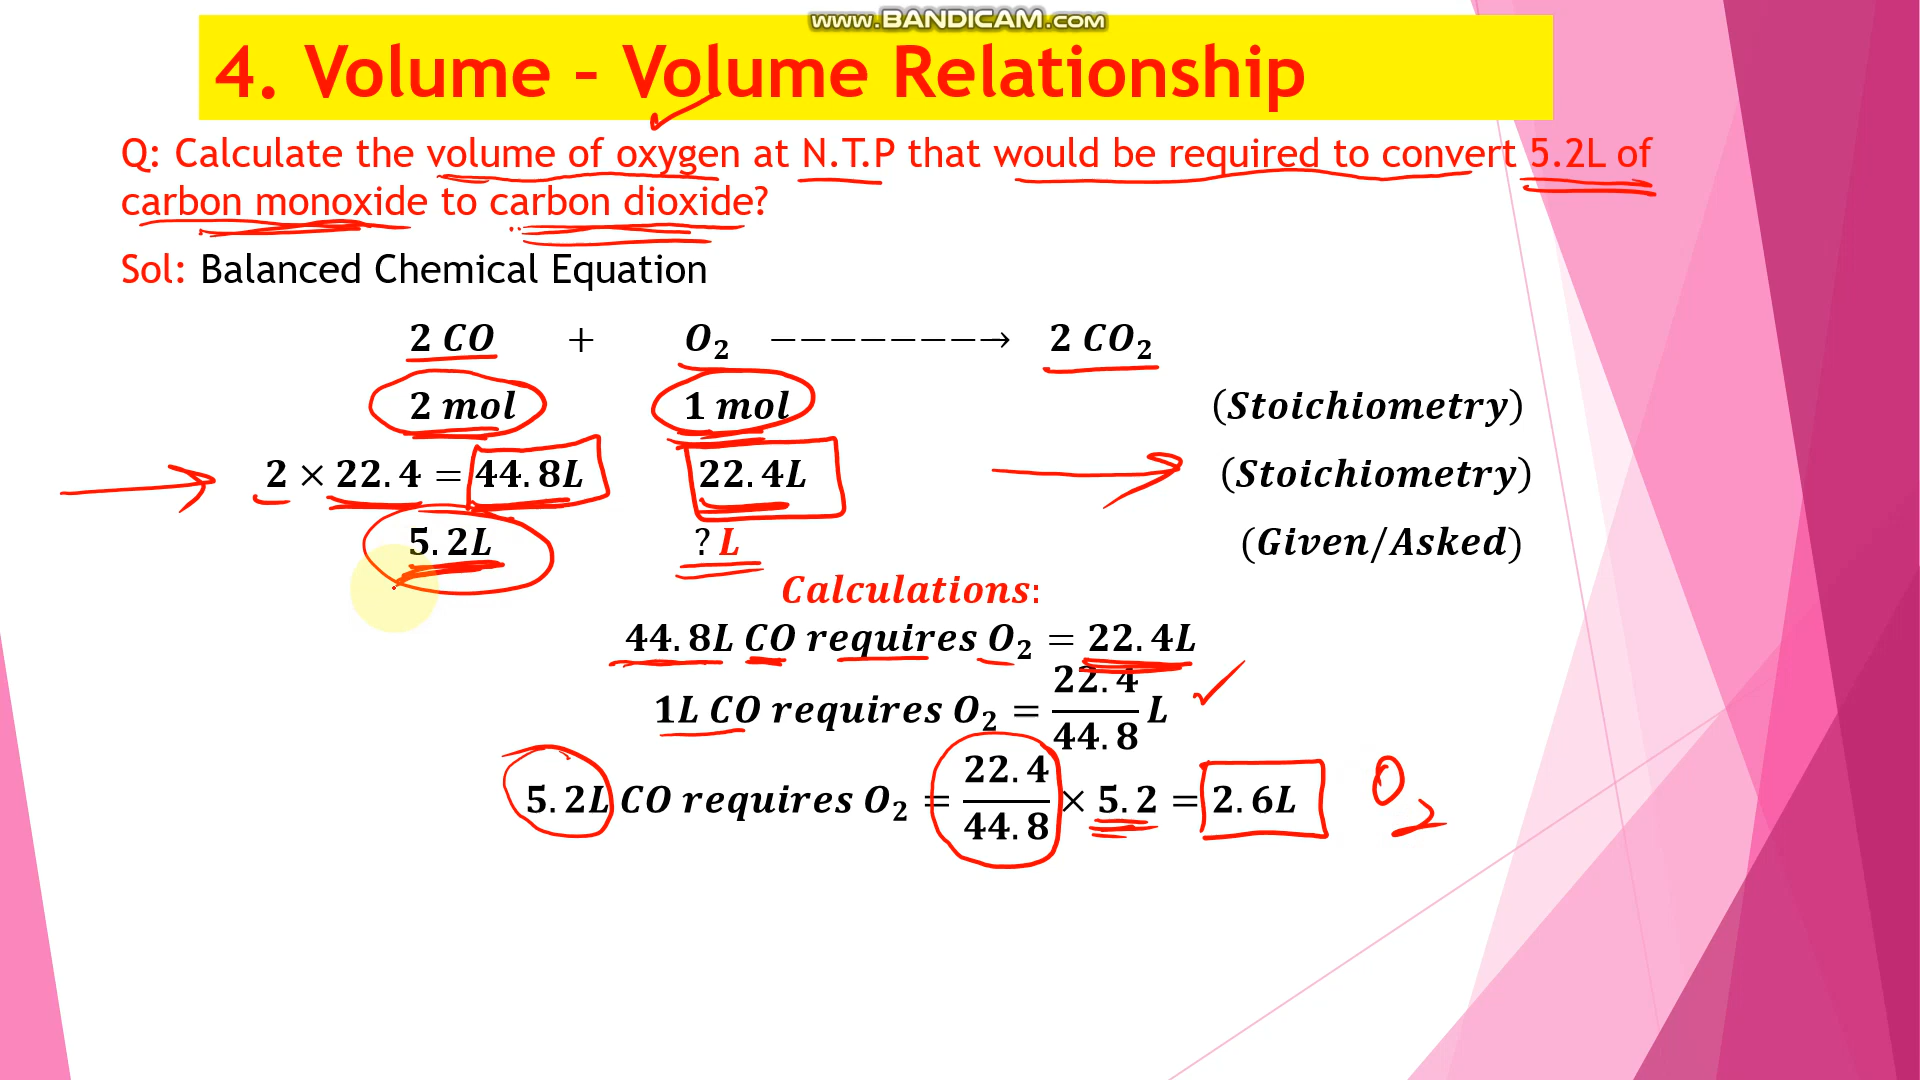 www.BANDICAM.com
4. Volume – Volume Relationship
Q: Calculate the volume of oxygen at N.T.P that would be required to convert 5.2L of
carbon monoxide to carbon dioxide?
Sol: Balanced Chemical Equation
2 CO + O₂ −−−−−−−→ 2 CO₂
2 mol 1 mol (Stoichiometry)
2 × 22.4 = 44.8L 22.4L (Stoichiometry)
5.2L ? L (Given/Asked)
Calculations:
44.8L CO requires O₂ = 22.4L
1L CO requires O₂ = 22.4/44.8 L
5.2L CO requires O₂ = 22.4/44.8 × 5.2 = 2.6L O₂